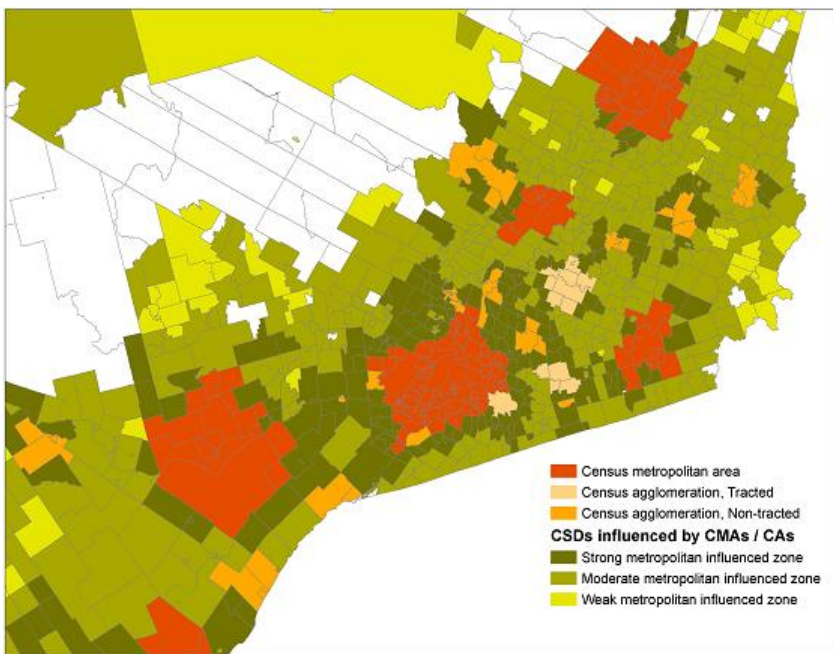 Census metropolitan area
Census agglomeration, Tracted
Census agglomeration, Non-tracted
CSDs influenced by CMAs / CAs
Strong metropolitan influenced zone
Moderate metropolitan influenced zone
Weak metropolitan influenced zone